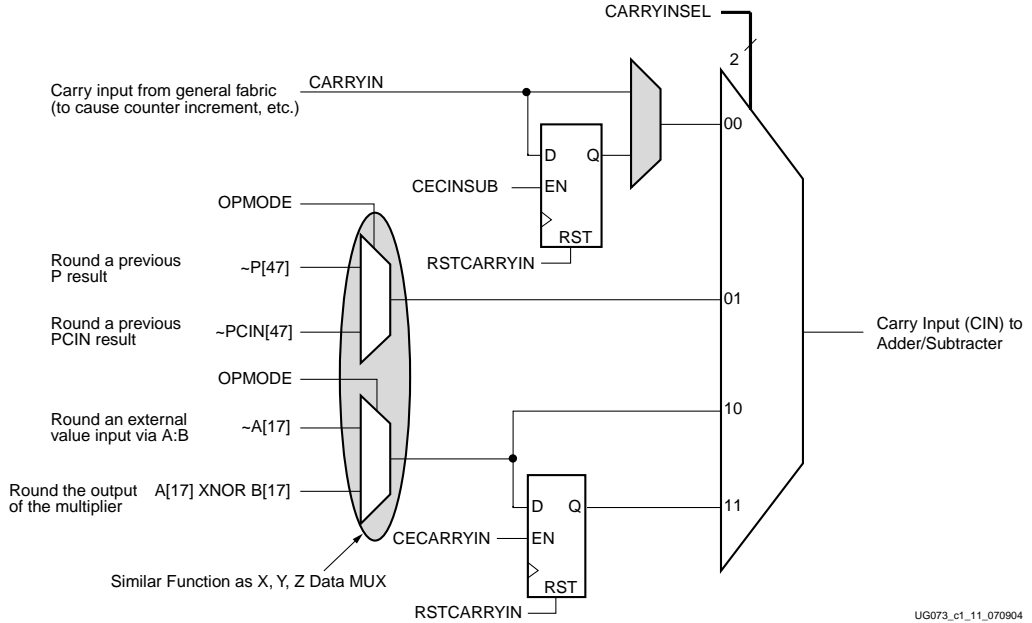 CARRYINSEL
2
Carry input from general fabric
(to cause counter increment, etc.)
CARRYIN
00
D Q
CECINSUB
EN
RST
RSTCARRYIN
OPMODE
Round a previous
P result
~P[47]
01
Round a previous
PCIN result
~PCIN[47]
Carry Input (CIN) to
Adder/Subtracter
OPMODE
10
Round an external
value input via A:B
~A[17]
Round the output
of the multiplier
A[17] XNOR B[17]
D Q
11
CECARRYIN
EN
RST
Similar Function as X, Y, Z Data MUX
RSTCARRYIN
UG073_c1_11_070904